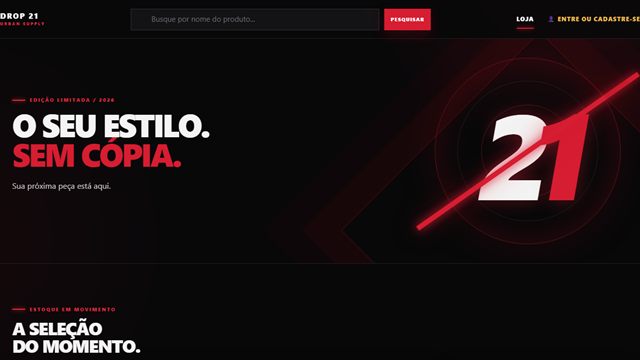 DROP 21
URBAN SUPPLY
Busque por nome do produto...
PESQUISAR
LOJA
ENTRE OU CADASTRE-SE
EDIÇÃO LIMITADA / 2026
O SEU ESTILO.
SEM CÓPIA.
Sua próxima peça está aqui.
21
ESTOQUE EM MOVIMENTO
A SELEÇÃO
DO MOMENTO.